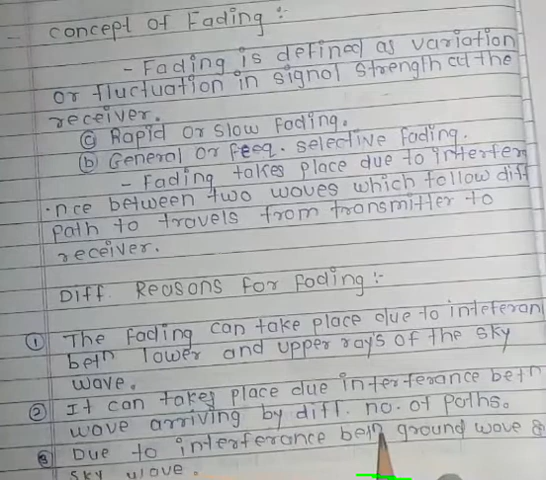 Concept of Fading :-
- Fading is defined as variation
or fluctuation in signal strength at the
receiver.
(a) Rapid or slow fading.
(b) General or freq. selective fading.
- Fading takes place due to interfer
nce between two waves which follow diff
path to travels from transmitter to
receiver.
Diff. Reasons for fading :-
① The fading can take place due to inteferan
betn lower and upper rays of the sky
wave.
② It can takes place due interferance betn
wave arriving by diff. no. of paths.
③ Due to interferance betn ground wave &
sky wave.